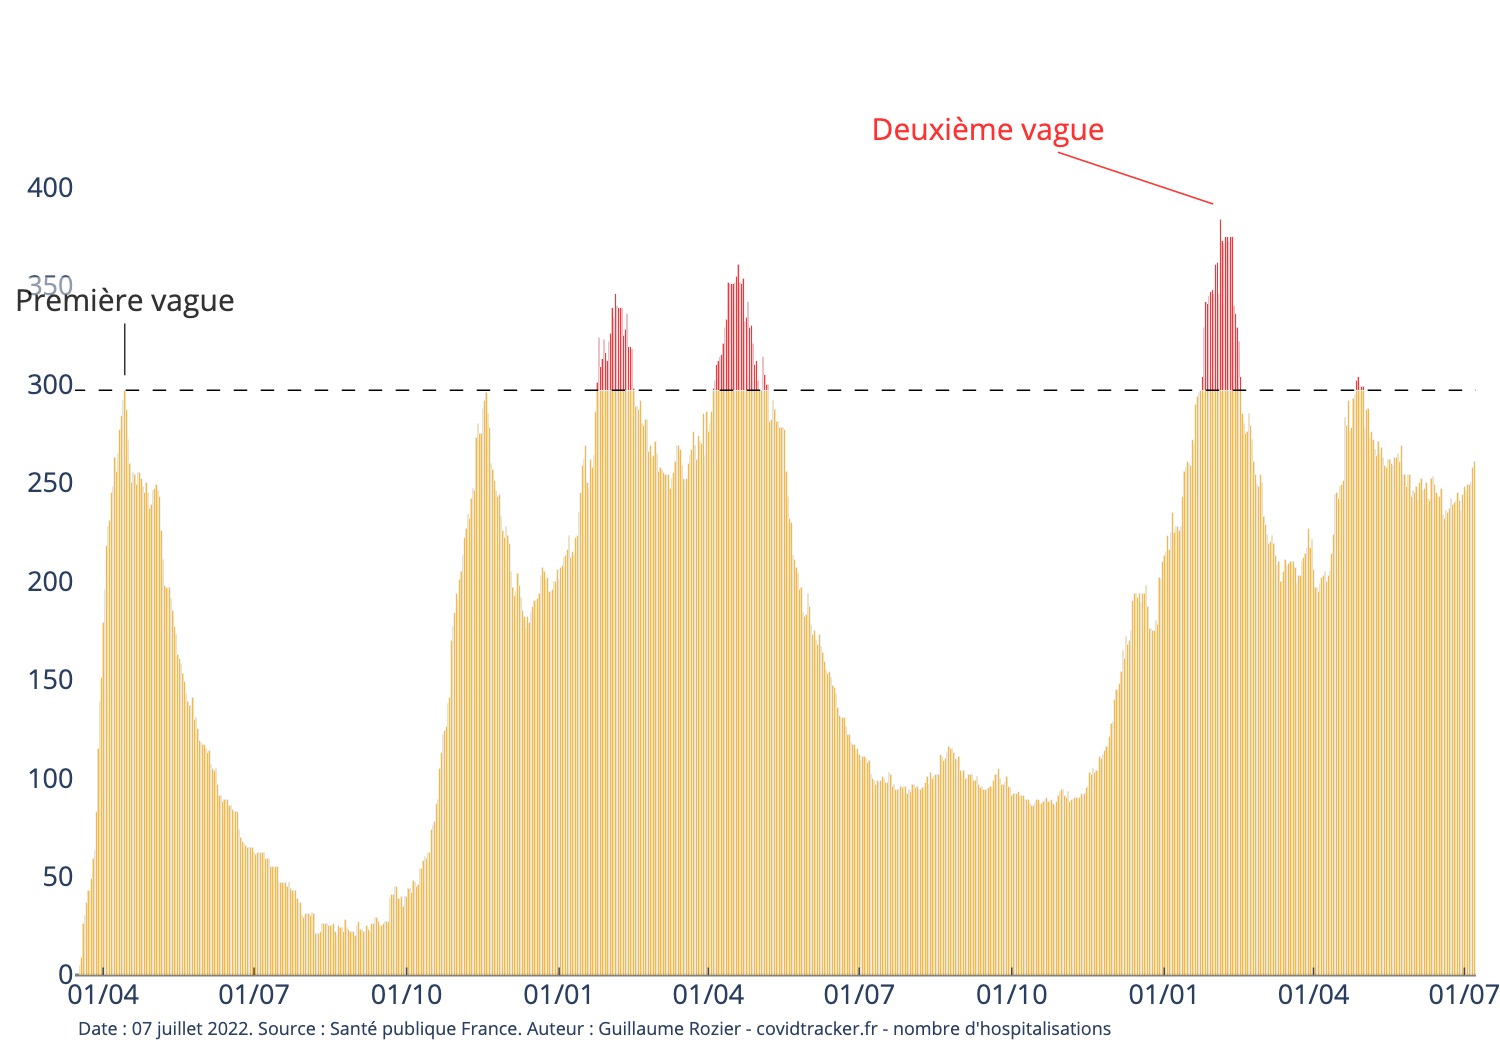 Deuxième vague
400
350
Première vague
300
250
200
150
100
50
0
01/04 01/07 01/10 01/01 01/04 01/07 01/10 01/01 01/04 01/07
Date : 07 juillet 2022. Source : Santé publique France. Auteur : Guillaume Rozier - covidtracker.fr - nombre d'hospitalisations